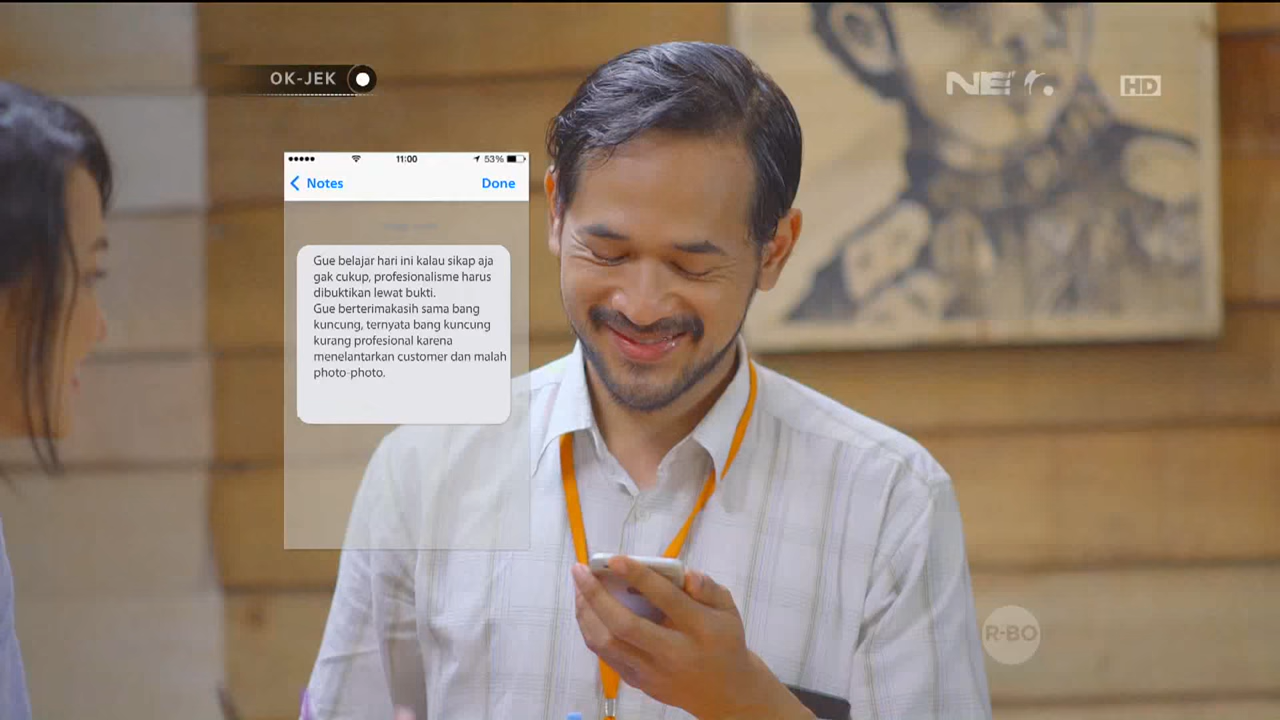 OK-JEK
HD
11:00
53%
Notes
Done
Gue belajar hari ini kalau sikap aja
gak cukup, profesionalisme harus
dibuktikan lewat bukti.
Gue berterimakasih sama bang
kuncung, ternyata bang kuncung
kurang profesional karena
menelantarkan customer dan malah
photo-photo.
R-BO